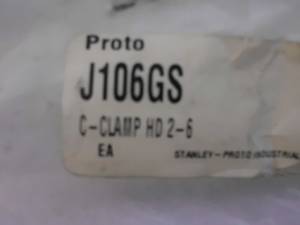 Proto
J106GS
C-CLAMP HD 2-6
EA
STANLEY-PROTO INDUSTRIAL